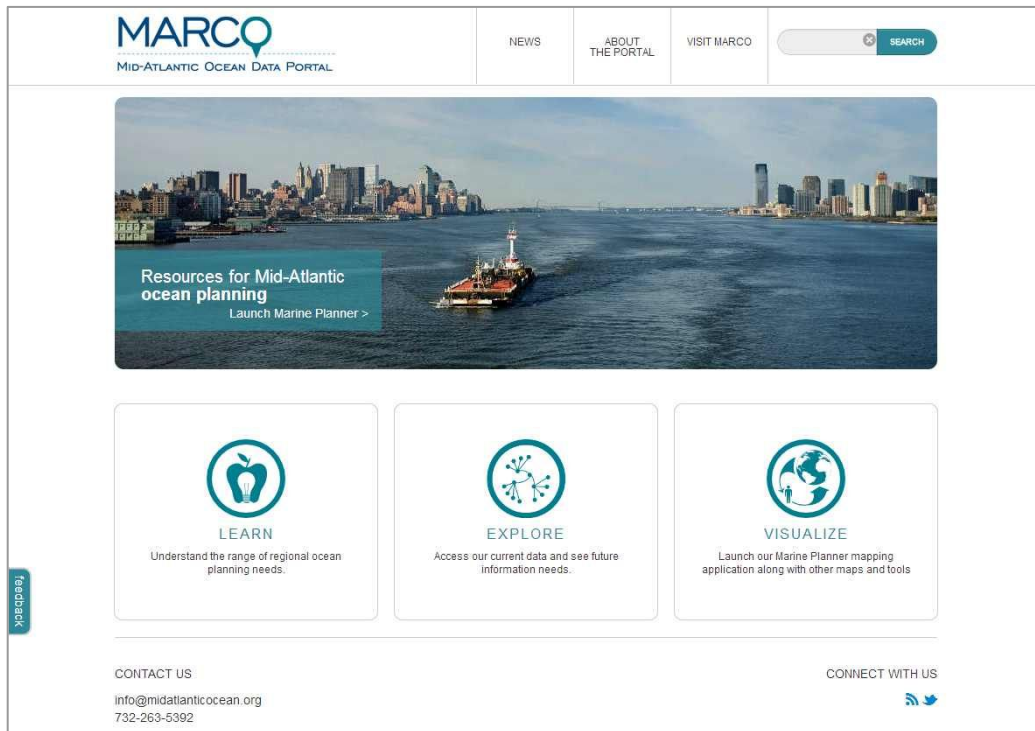 MARCO
MID-ATLANTIC OCEAN DATA PORTAL
NEWS
ABOUT
THE PORTAL
VISIT MARCO
SEARCH
Resources for Mid-Atlantic
ocean planning
Launch Marine Planner >
LEARN
Understand the range of regional ocean
planning needs.
EXPLORE
Access our current data and see future
information needs.
VISUALIZE
Launch our Marine Planner mapping
application along with other maps and tools
feedback
CONTACT US
info@midatlanticocean.org
732-263-5392
CONNECT WITH US